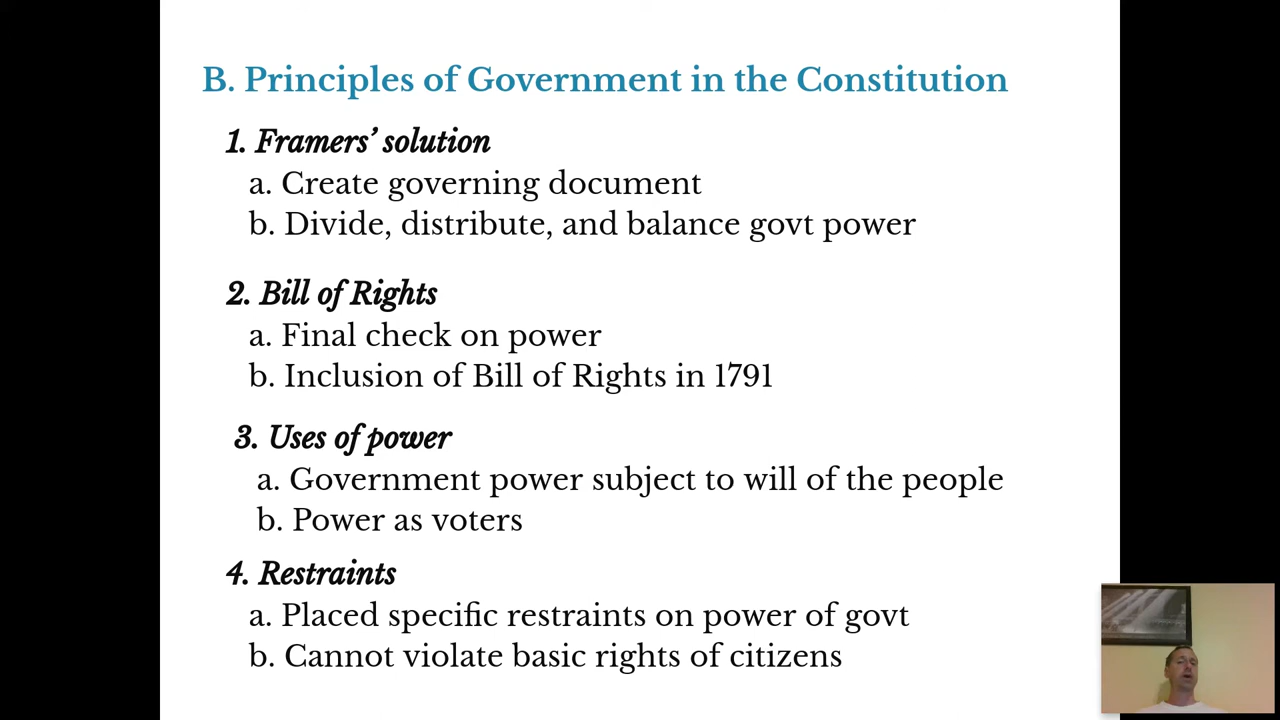 B. Principles of Government in the Constitution
1. Framers’ solution
a. Create governing document
b. Divide, distribute, and balance govt power
2. Bill of Rights
a. Final check on power
b. Inclusion of Bill of Rights in 1791
3. Uses of power
a. Government power subject to will of the people
b. Power as voters
4. Restraints
a. Placed specific restraints on power of govt
b. Cannot violate basic rights of citizens